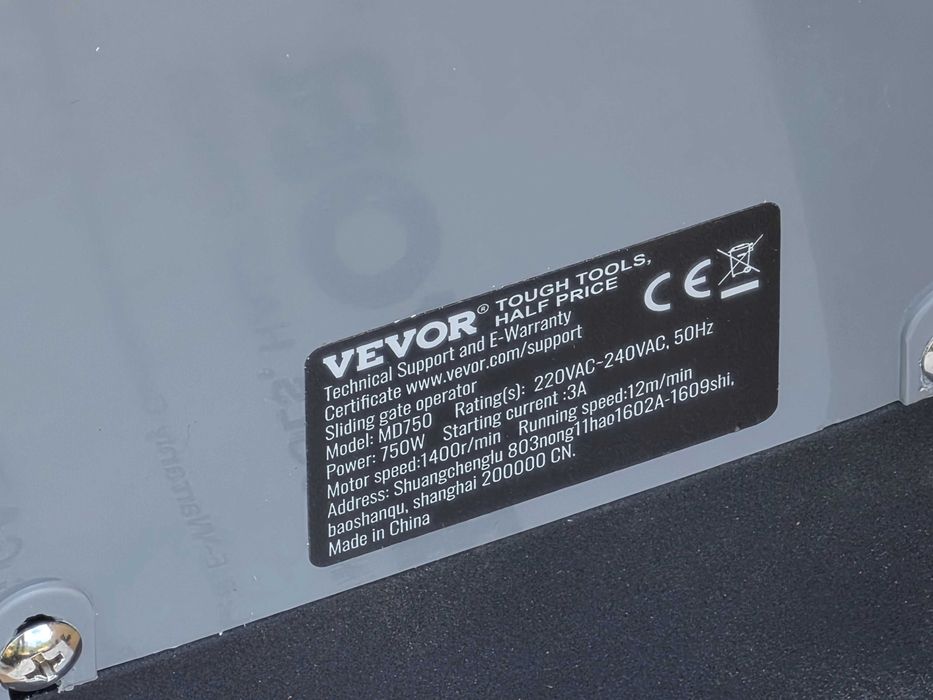 VEVOR® TOUGH TOOLS,
HALF PRICE
CE
Technical Support and E-Warranty
Certificate www.vevor.com/support
Sliding gate operator
Model: MD750 Rating(s): 220VAC~240VAC, 50Hz
Power: 750W Starting current :3A
Motor speed:1400r/min Running speed:12m/min
Address: Shuangchenglu 803nong11hao1602A-1609shi,
baoshanqu, shanghai 200000 CN.
Made in China